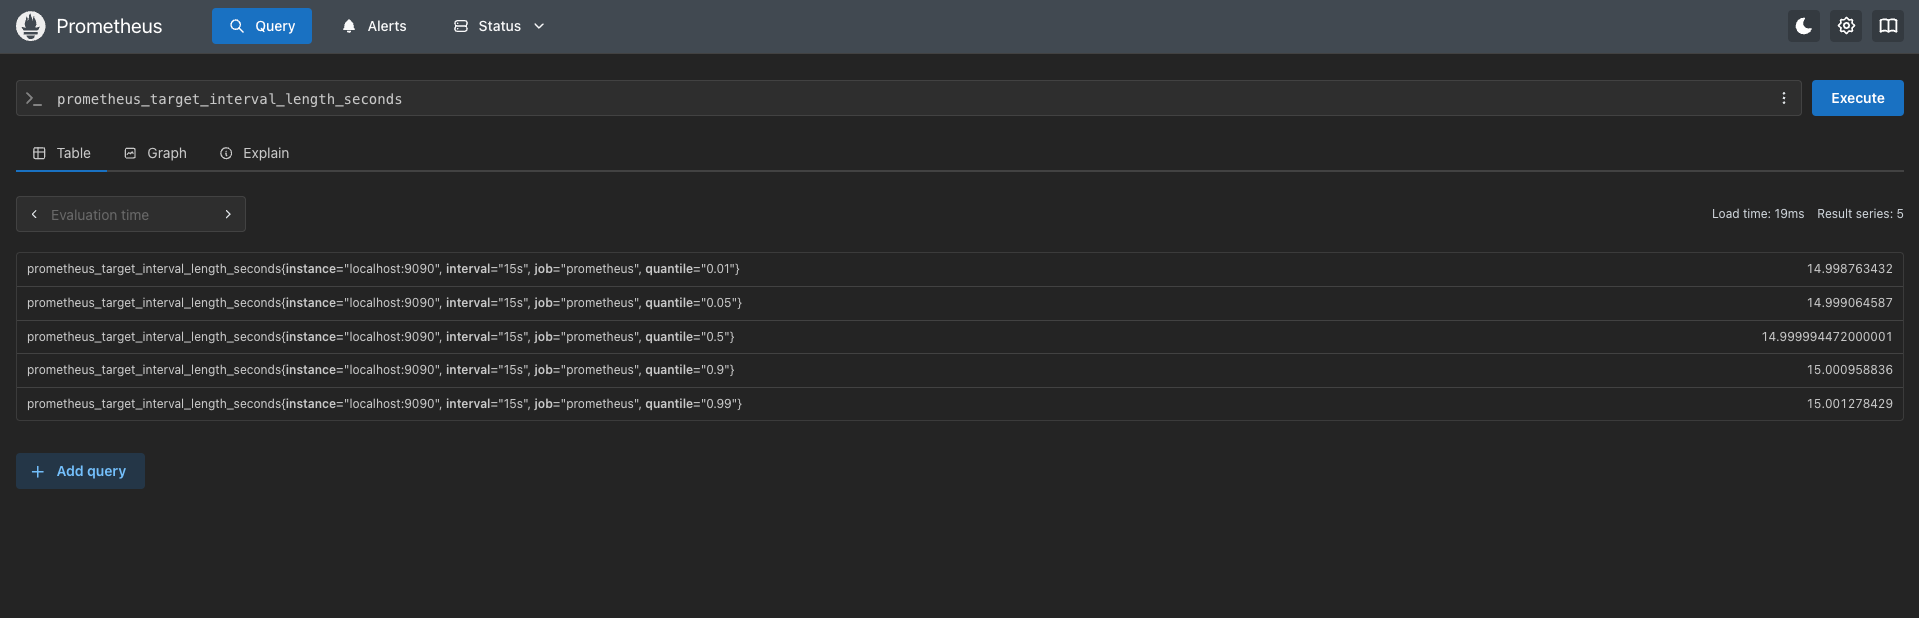 Prometheus Query Alerts Status
prometheus_target_interval_length_seconds Execute
Table Graph Explain
Evaluation time Load time: 19ms Result series: 5
prometheus_target_interval_length_seconds{instance="localhost:9090", interval="15s", job="prometheus", quantile="0.01"} 14.998763432
prometheus_target_interval_length_seconds{instance="localhost:9090", interval="15s", job="prometheus", quantile="0.05"} 14.999064587
prometheus_target_interval_length_seconds{instance="localhost:9090", interval="15s", job="prometheus", quantile="0.5"} 14.999994472000001
prometheus_target_interval_length_seconds{instance="localhost:9090", interval="15s", job="prometheus", quantile="0.9"} 15.000958836
prometheus_target_interval_length_seconds{instance="localhost:9090", interval="15s", job="prometheus", quantile="0.99"} 15.001278429
Add query